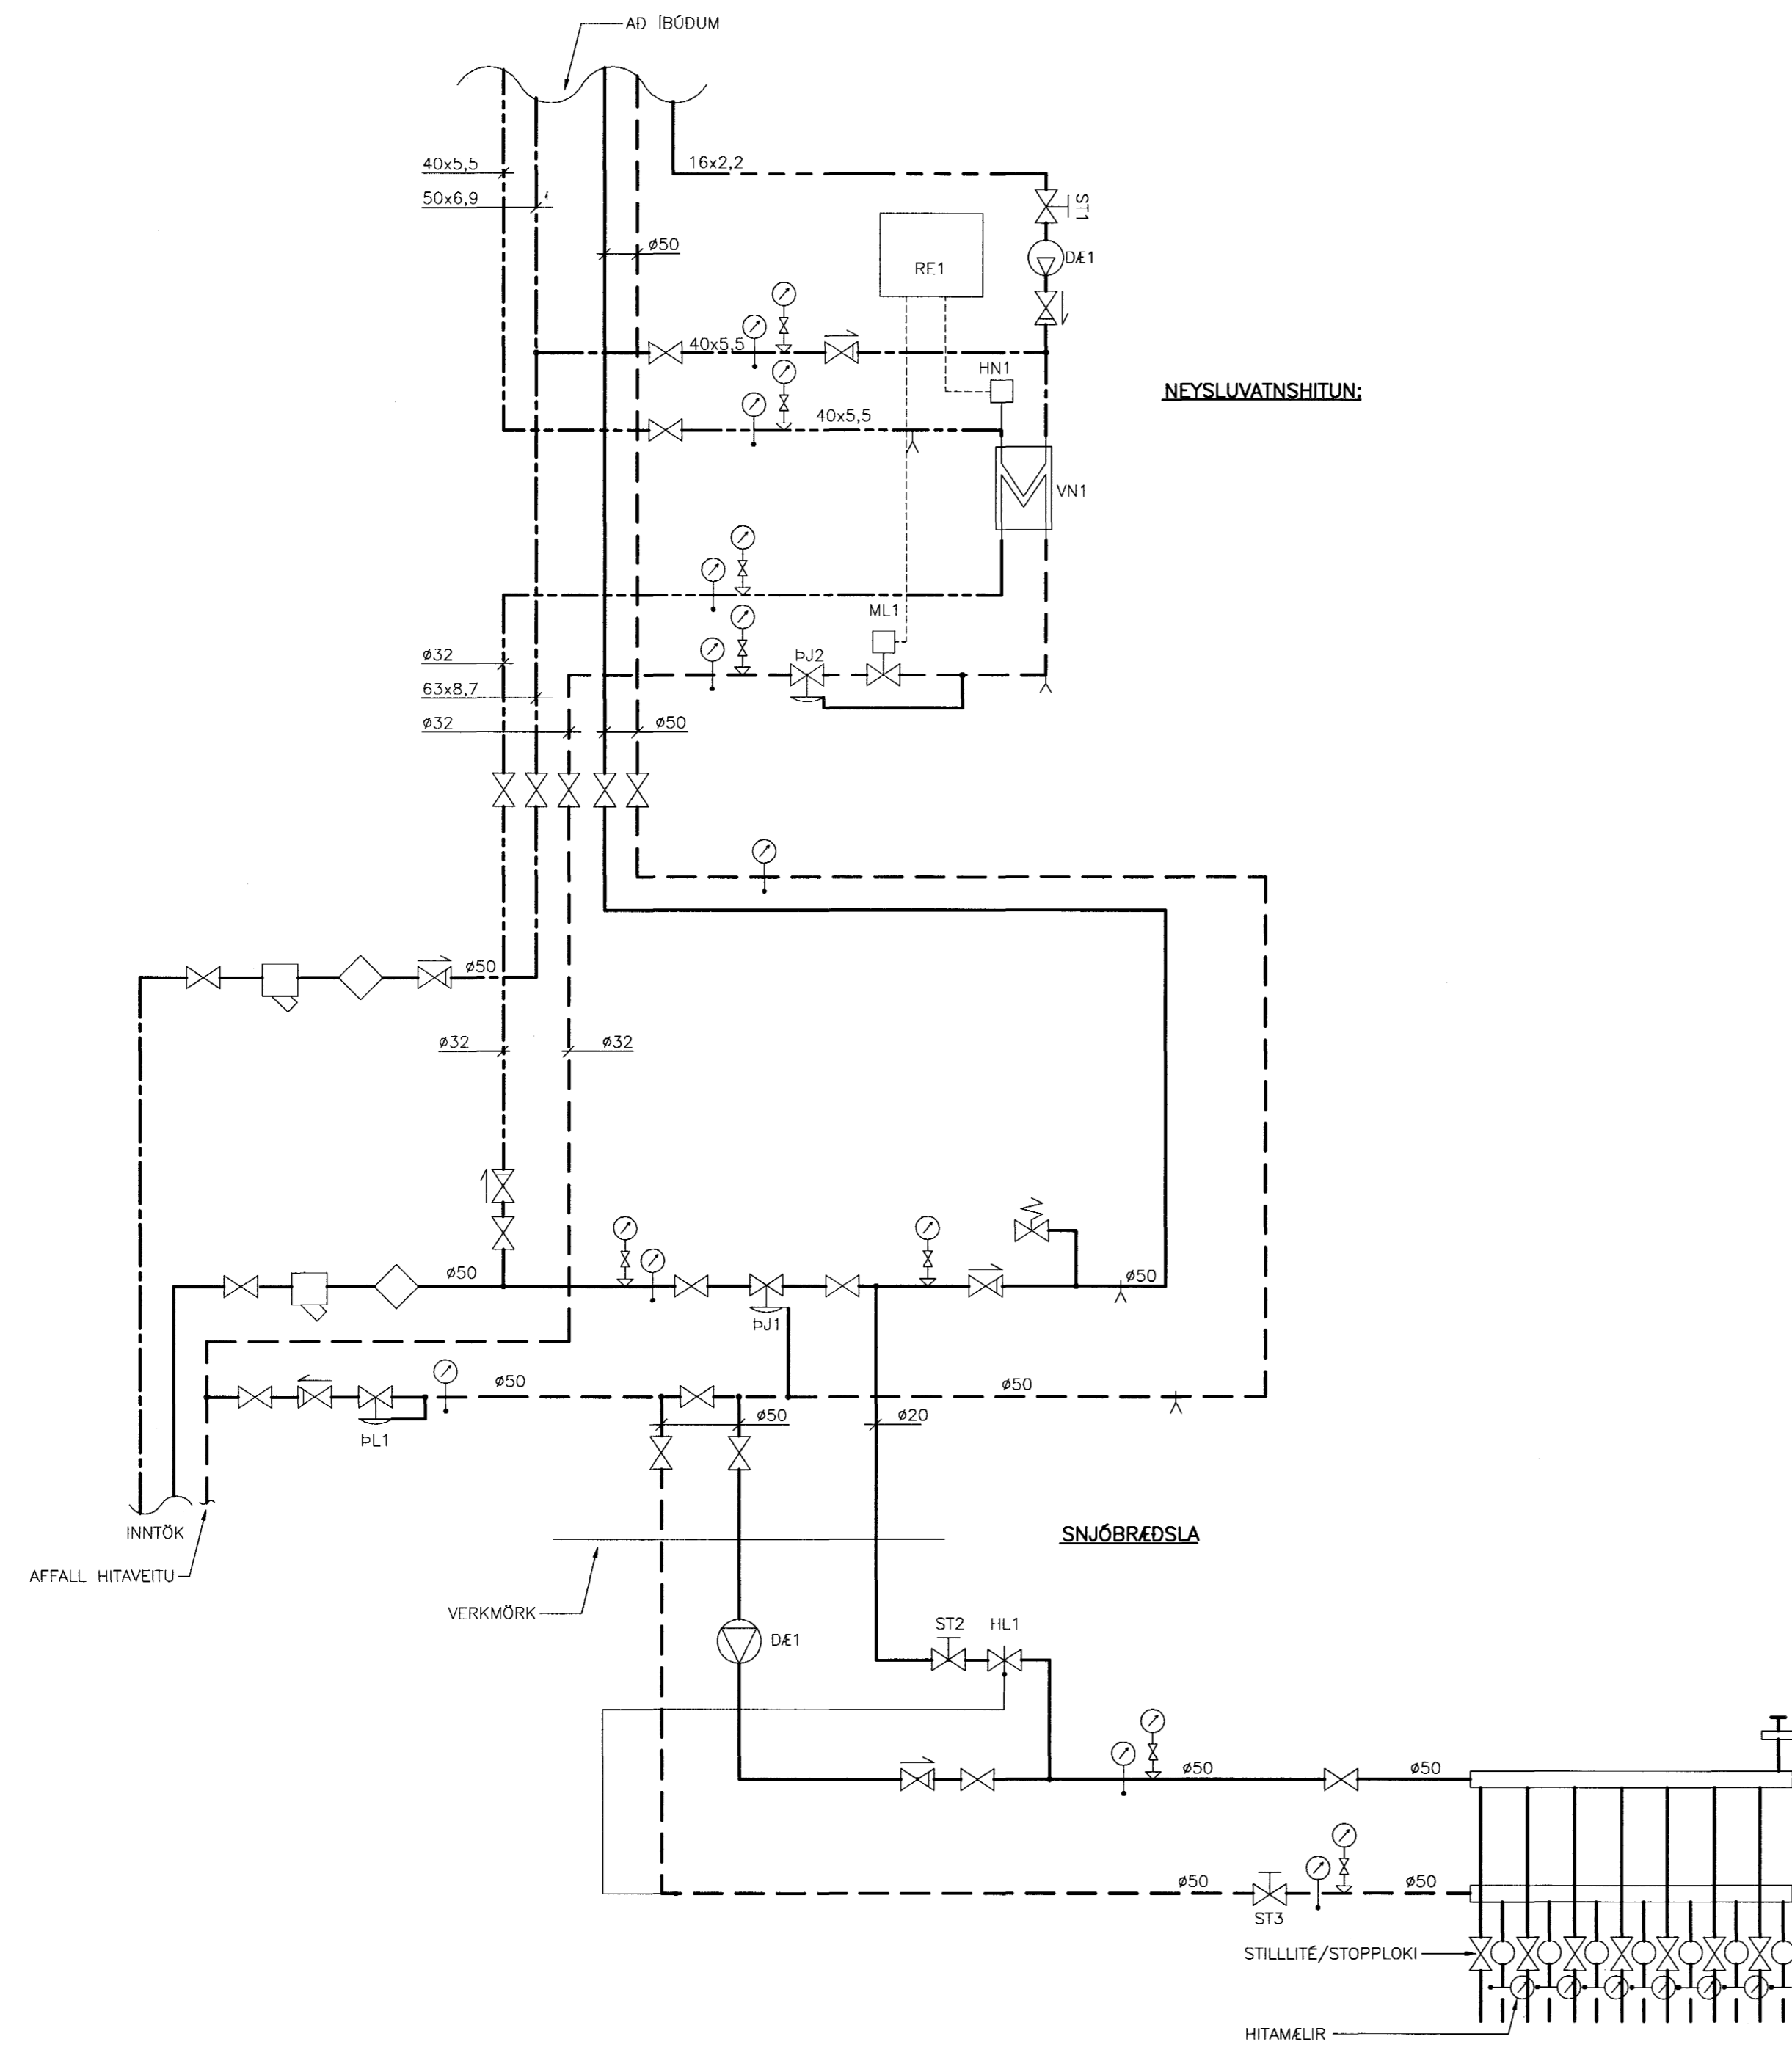 AÐ ÍBÚÐUM
40x5,5
16x2,2
50x6,9
ST1
ø50
DÆ1
RE1
40x5,5
HN1
NEYSLUVATNSHITUN:
40x5,5
VN1
ML1
ø32
ÞJ2
63x8,7
ø32
ø50
ø50
ø32
ø32
ø50
ø50
ÞJ1
ø50
ø50
ø50
ø20
ÞL1
INNTÖK
SNJÓBRÆÐSLA
AFFALL HITAVEITU
VERKMÖRK
ST2
HL1
DÆ1
ø50
ø50
ø50
ø50
ST3
STILLLITÉ/STOPPLOKI
HITAMÆLIR